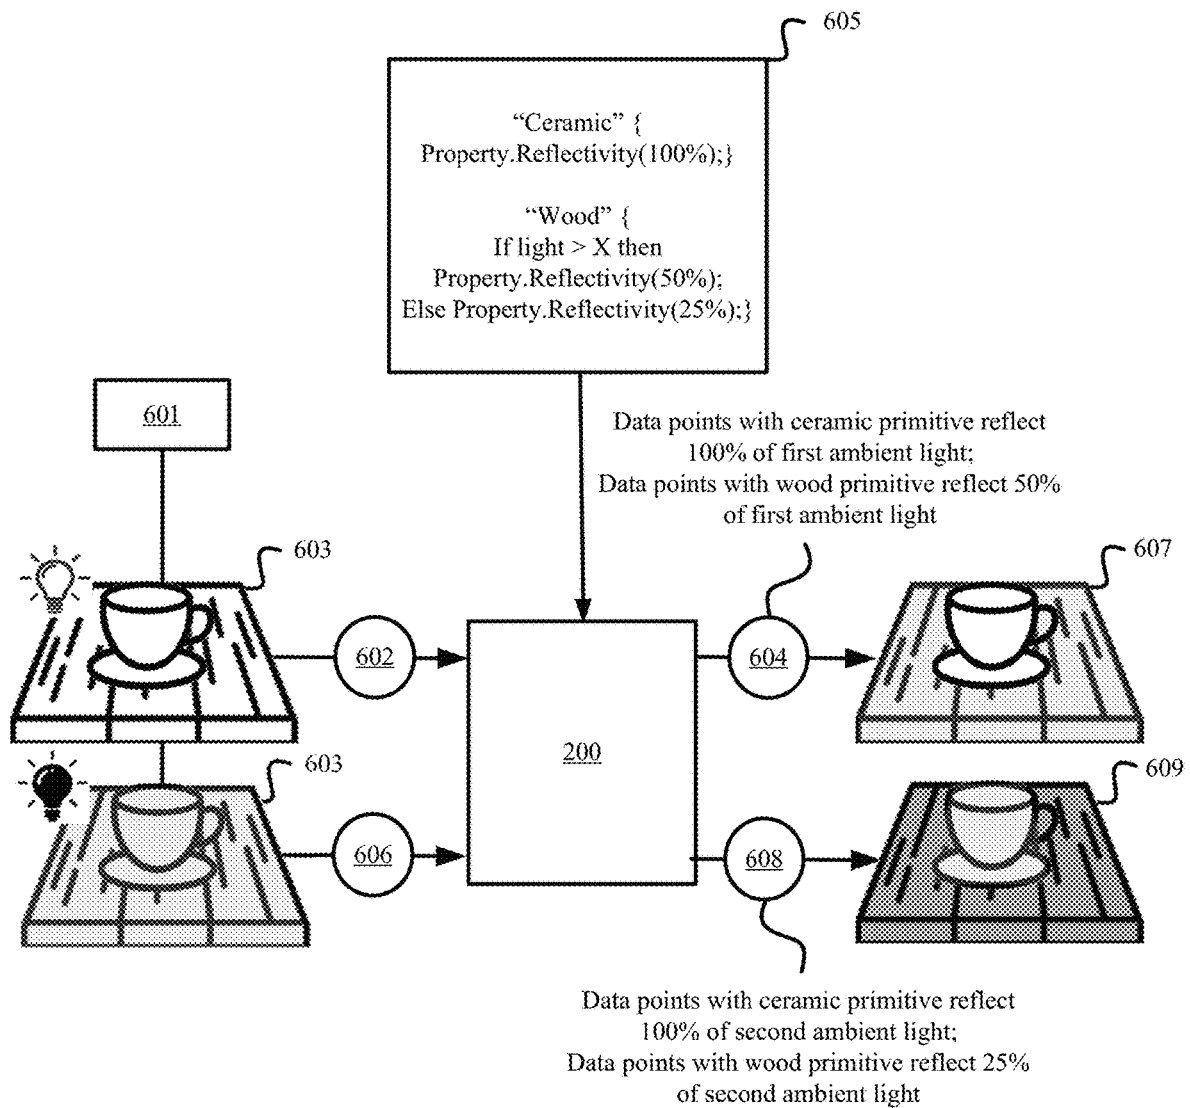 605
“Ceramic” {
Property.Reflectivity(100%);}
“Wood” {
If light > X then
Property.Reflectivity(50%);
Else Property.Reflectivity(25%);}
601
Data points with ceramic primitive reflect
100% of first ambient light;
Data points with wood primitive reflect 50%
of first ambient light
603
607
602
604
200
603
609
606
608
Data points with ceramic primitive reflect
100% of second ambient light;
Data points with wood primitive reflect 25%
of second ambient light